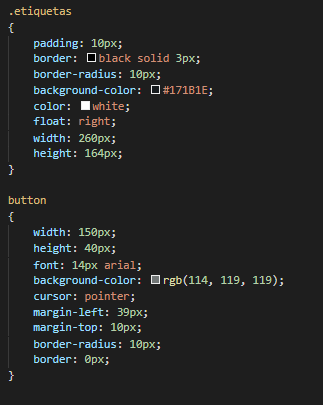 .etiquetas
{
    padding: 10px;
    border: black solid 3px;
    border-radius: 10px;
    background-color: #171B1E;
    color: white;
    float: right;
    width: 260px;
    height: 164px;
}

button
{
    width: 150px;
    height: 40px;
    font: 14px arial;
    background-color: rgb(114, 119, 119);
    cursor: pointer;
    margin-left: 39px;
    margin-top: 10px;
    border-radius: 10px;
    border: 0px;
}